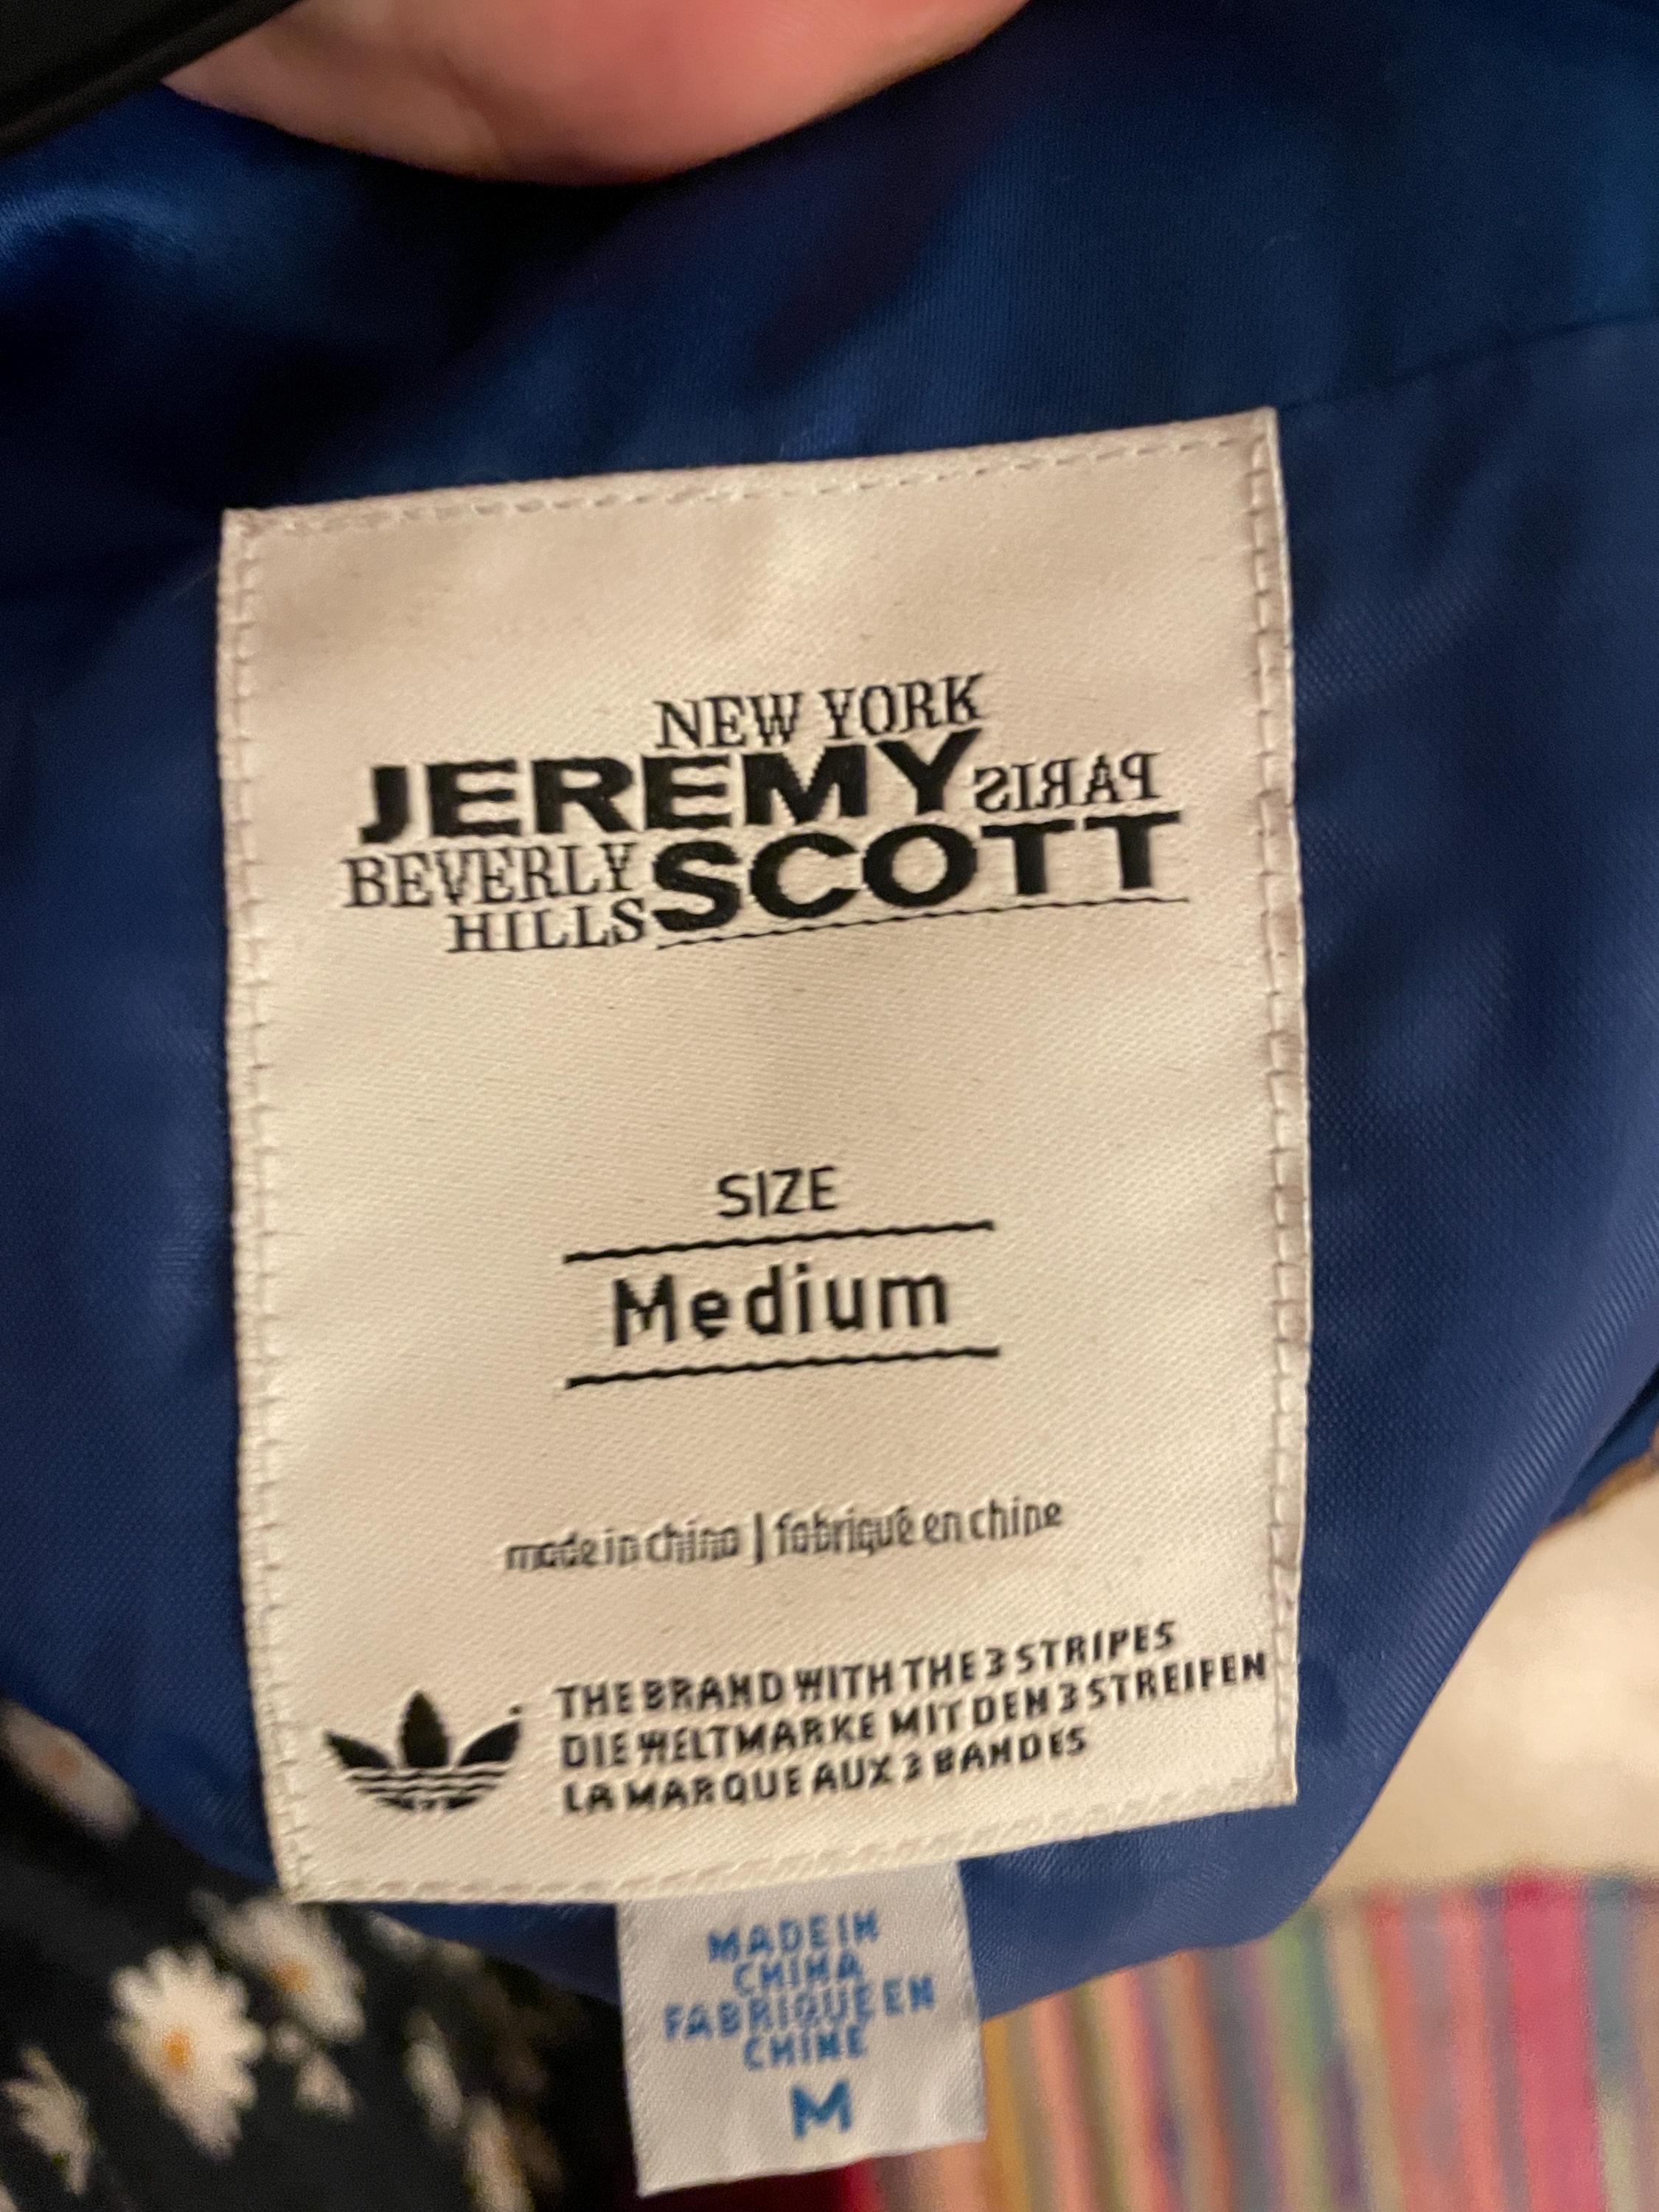 NEW YORK
JEREMY PARIS
BEVERLY SCOTT
HILLS
SIZE
Medium
made in china | fabriqué en chine
THE BRAND WITH THE 3 STRIPES
DIE WELTMARKE MIT DEN 3 STREIFEN
LA MARQUE AUX 3 BANDES
MADE IN
CHINA
FABRIQUE EN
CHINE
M